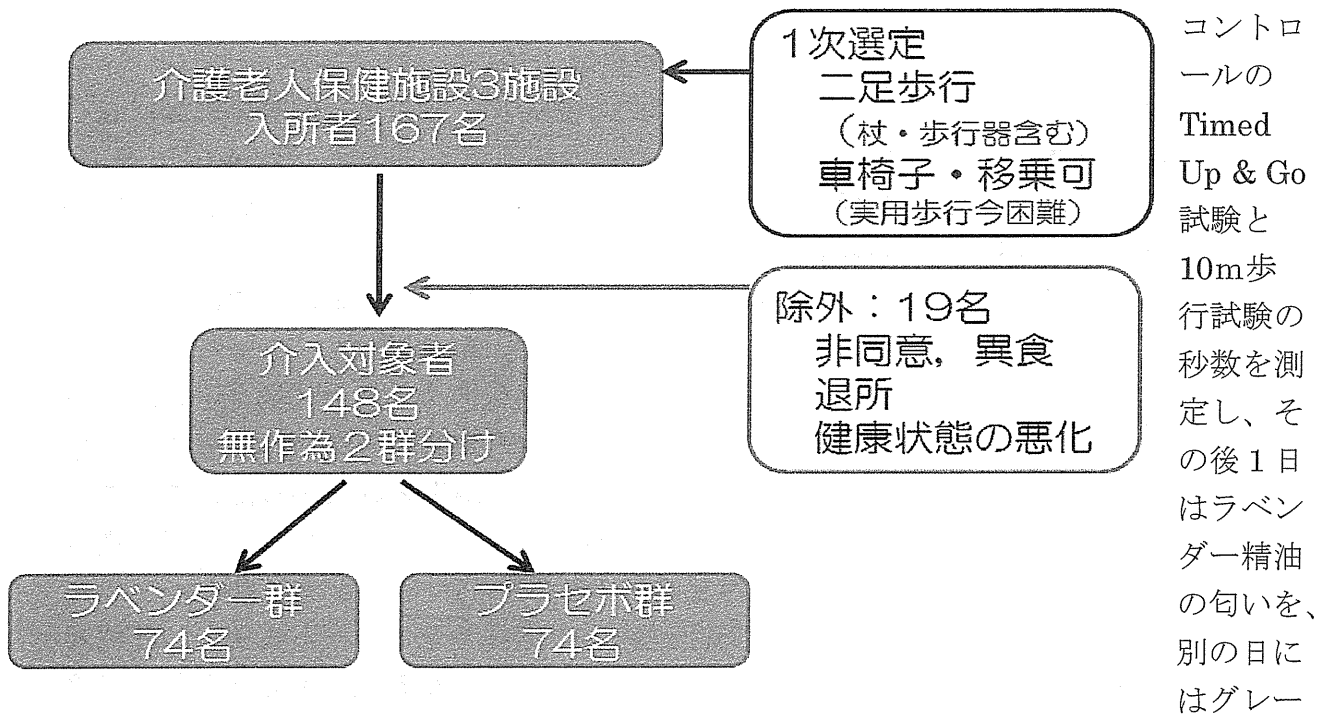 介護老人保健施設3施設
入所者167名
1次選定
二足歩行
（杖・歩行器含む）
車椅子・移乗可
（実用歩行今困難）
除外：19名
非同意，異食
退所
健康状態の悪化
介入対象者
148名
無作為２群分け
ラベンダー群
74名
プラセボ群
74名
コントロ
ールの
Timed
Up & Go
試験と
10m歩
行試験の
秒数を測
定し、そ
の後１日
はラベン
ダー精油
の匂いを、
別の日に
はグレー